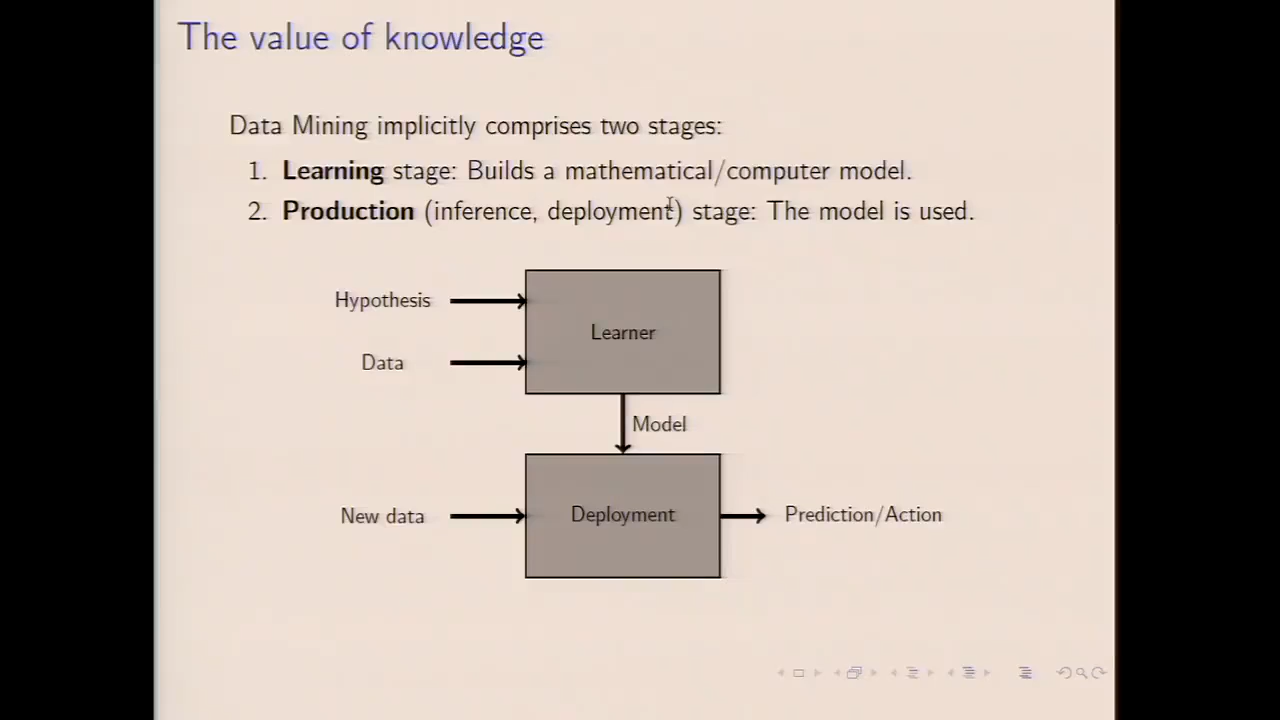 The value of knowledge
Data Mining implicitly comprises two stages:
1. Learning stage: Builds a mathematical/computer model.
2. Production (inference, deployment) stage: The model is used.
Hypothesis
Learner
Data
Model
New data
Deployment
Prediction/Action